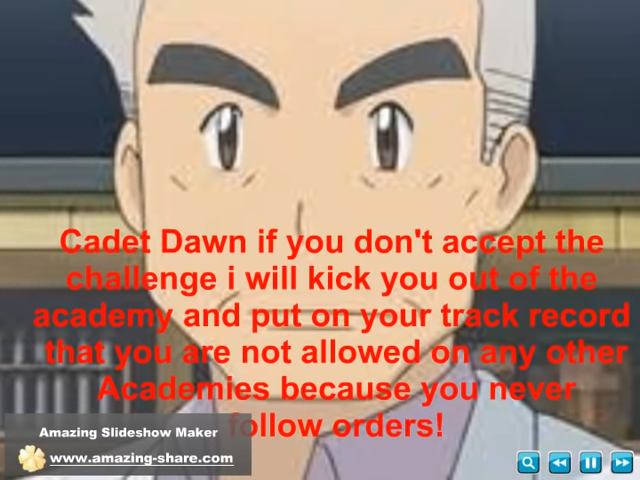 Cadet Dawn if you don't accept the
challenge i will kick you out of the
academy and put on your track record
that you are not allowed on any other
Academies because you never
follow orders!
Amazing Slideshow Maker
www.amazing-share.com